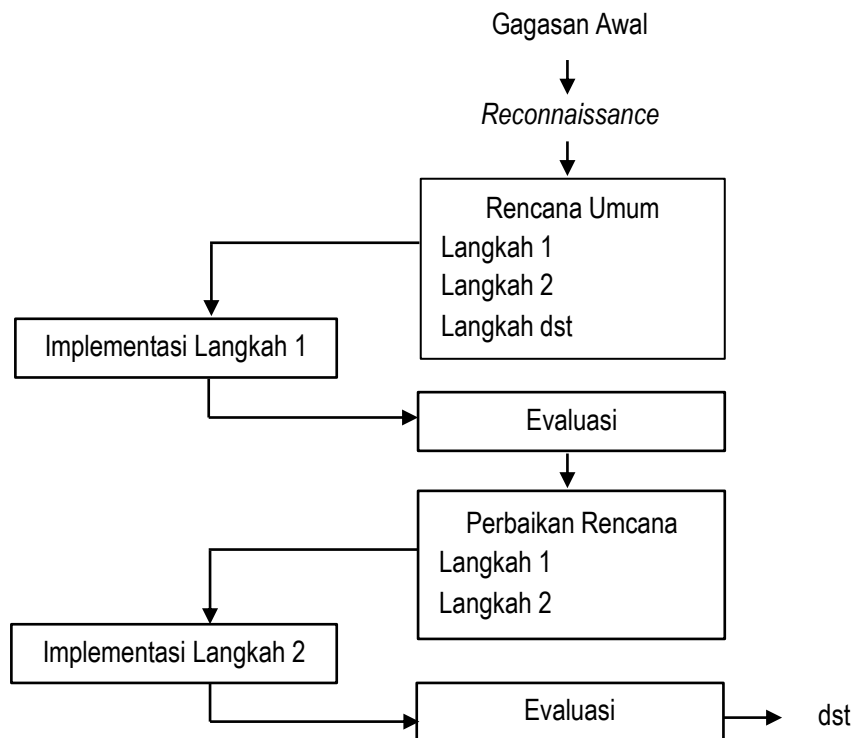 Gagasan Awal
Reconnaissance
Rencana Umum
Langkah 1
Langkah 2
Langkah dst
Implementasi Langkah 1
Evaluasi
Perbaikan Rencana
Langkah 1
Langkah 2
Implementasi Langkah 2
Evaluasi
dst